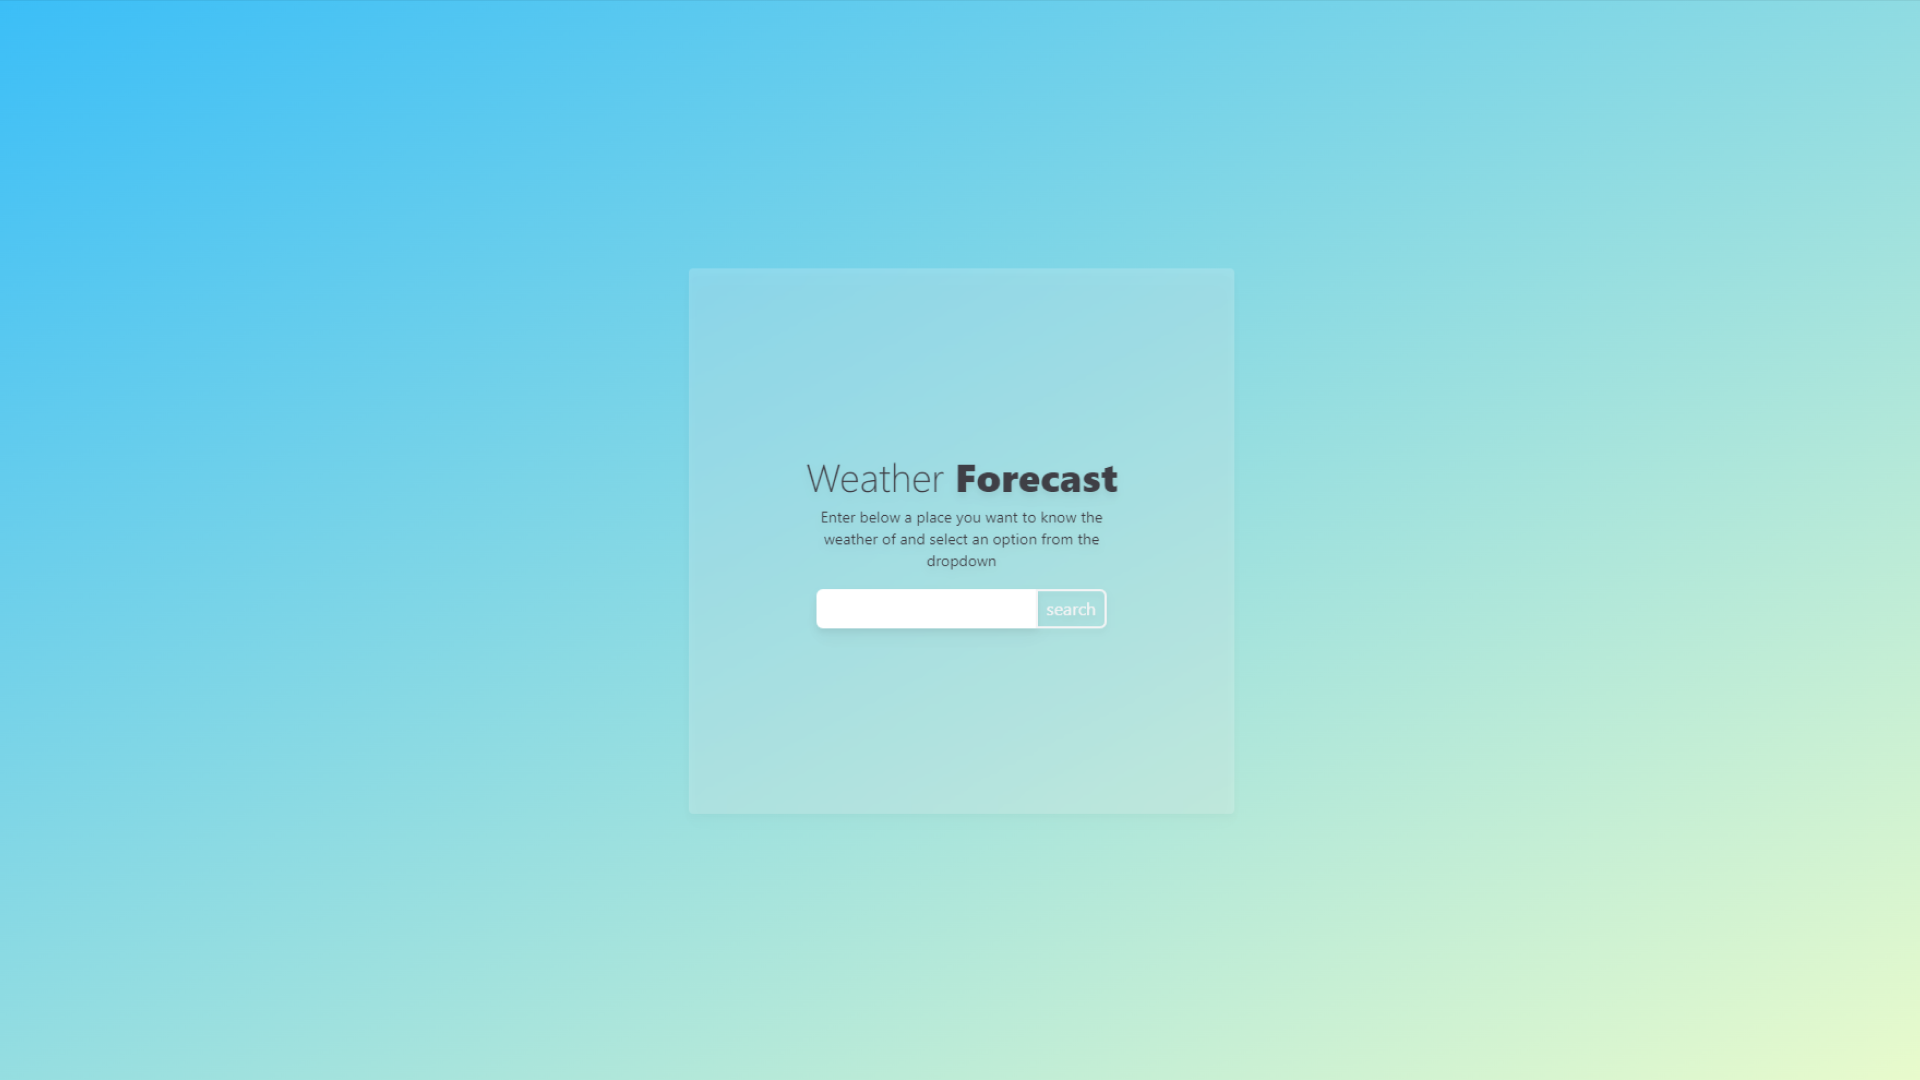 Weather Forecast
Enter below a place you want to know the
weather of and select an option from the
dropdown
search